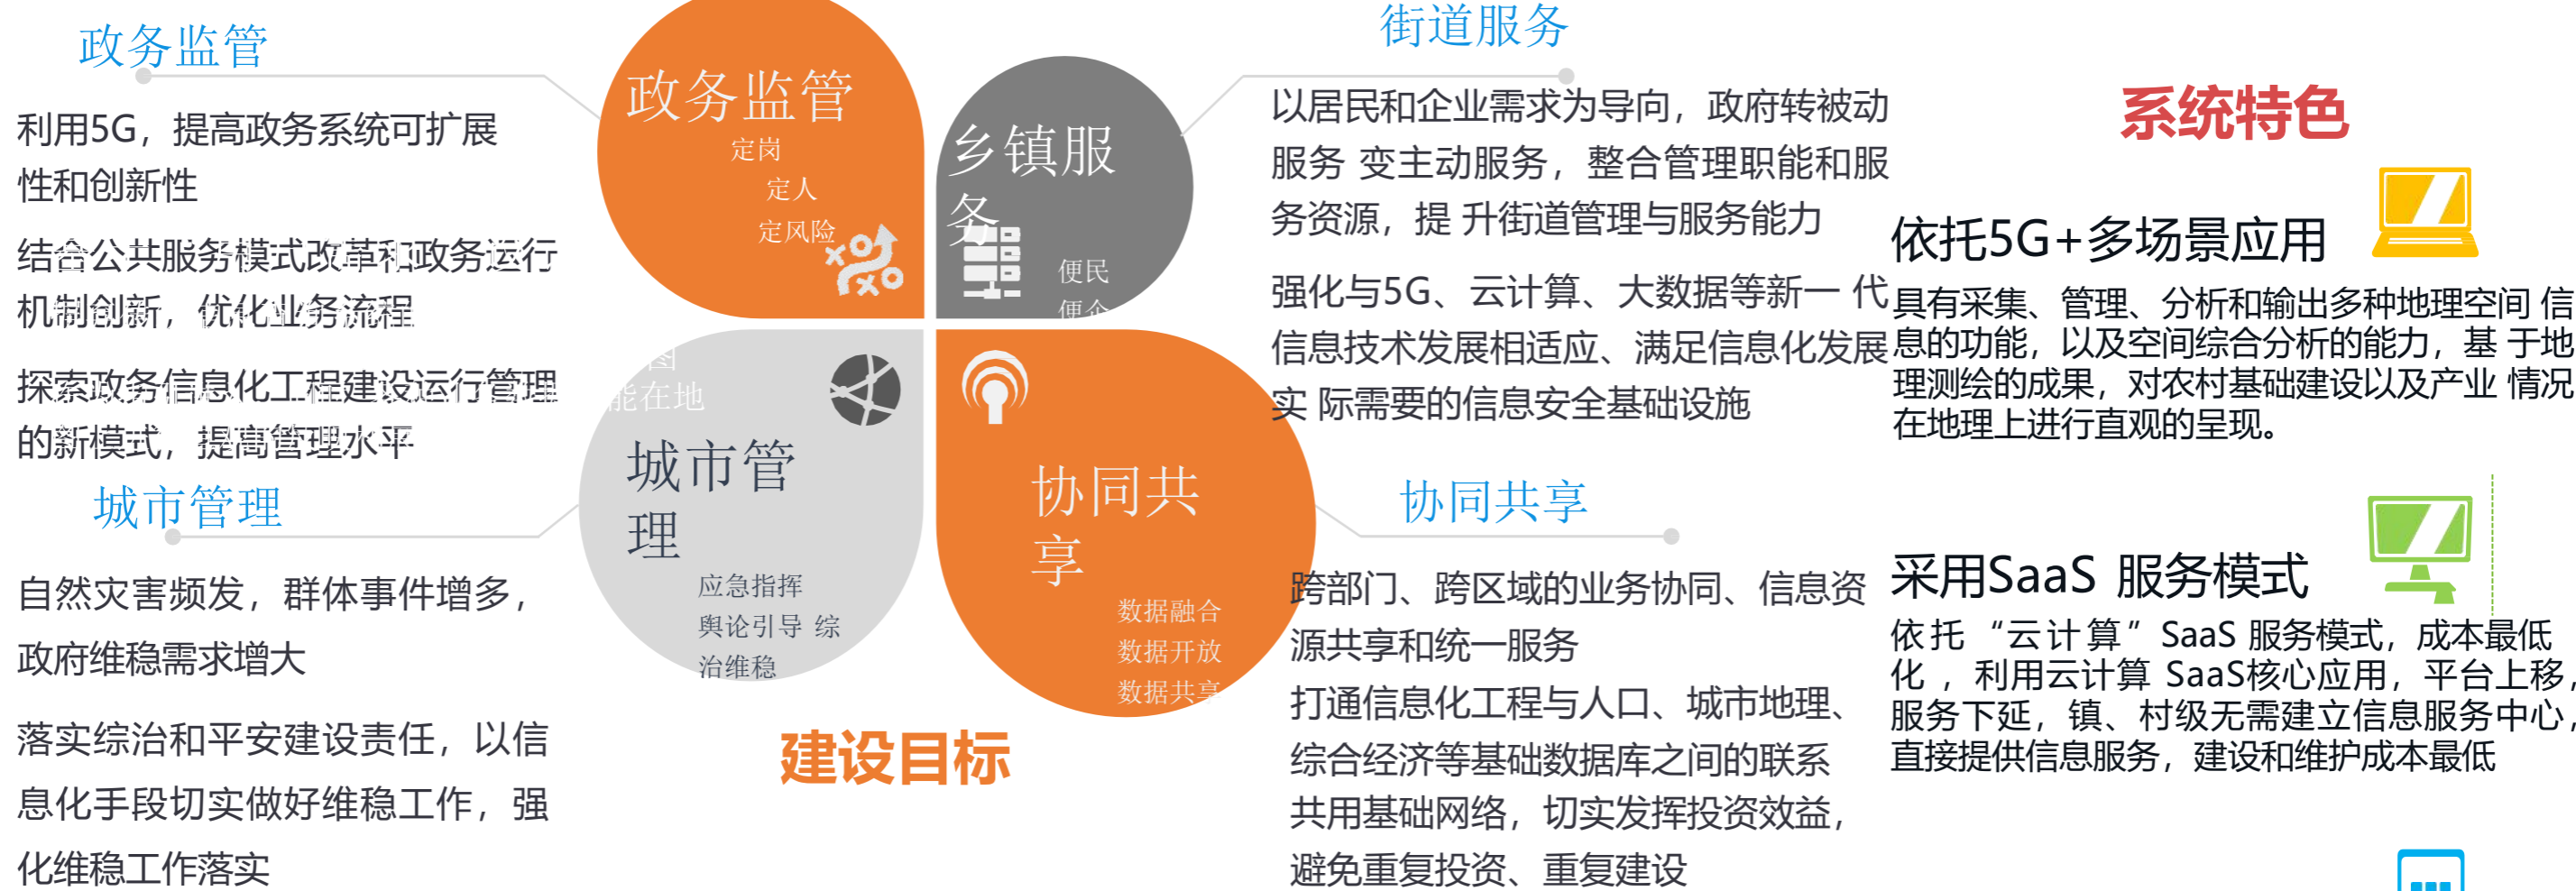 政务监管
利用5G，提高政务系统可扩展
性和创新性
结合公共服务模式改革和政务运行
机制创新，优化业务流程
探索政务信息化工程建设运行管理
的新模式，提高管理水平
城市管理
自然灾害频发，群体事件增多，
政府维稳需求增大
落实综治和平安建设责任，以信
息化手段切实做好维稳工作，强
化维稳工作落实
政务监管
定岗
定人
定风险
乡镇服
务
便民
便企
图
能在地
城市管
理
应急指挥
舆论引导 综
治维稳
协同共
享
数据融合
数据开放
数据共享
建设目标
街道服务
以居民和企业需求为导向，政府转被动
服务 变主动服务，整合管理职能和服
务资源，提 升街道管理与服务能力
强化与5G、云计算、大数据等新一 代
信息技术发展相适应、满足信息化发展
实 际需要的信息安全基础设施
协同共享
跨部门、跨区域的业务协同、信息资
源共享和统一服务
打通信息化工程与人口、城市地理、
综合经济等基础数据库之间的联系
共用基础网络，切实发挥投资效益，
避免重复投资、重复建设
系统特色
依托5G+多场景应用
具有采集、管理、分析和输出多种地理空间 信
息的功能，以及空间综合分析的能力，基 于地
理测绘的成果，对农村基础建设以及产业 情况
在地理上进行直观的呈现。
采用SaaS 服务模式
依 托 “云 计 算 ”SaaS 服务模式，成本最低
化 ，利用云计算 SaaS核心应用，平台上移，
服务下延，镇、村级无需建立信息服务中心，
直接提供信息服务，建设和维护成本最低